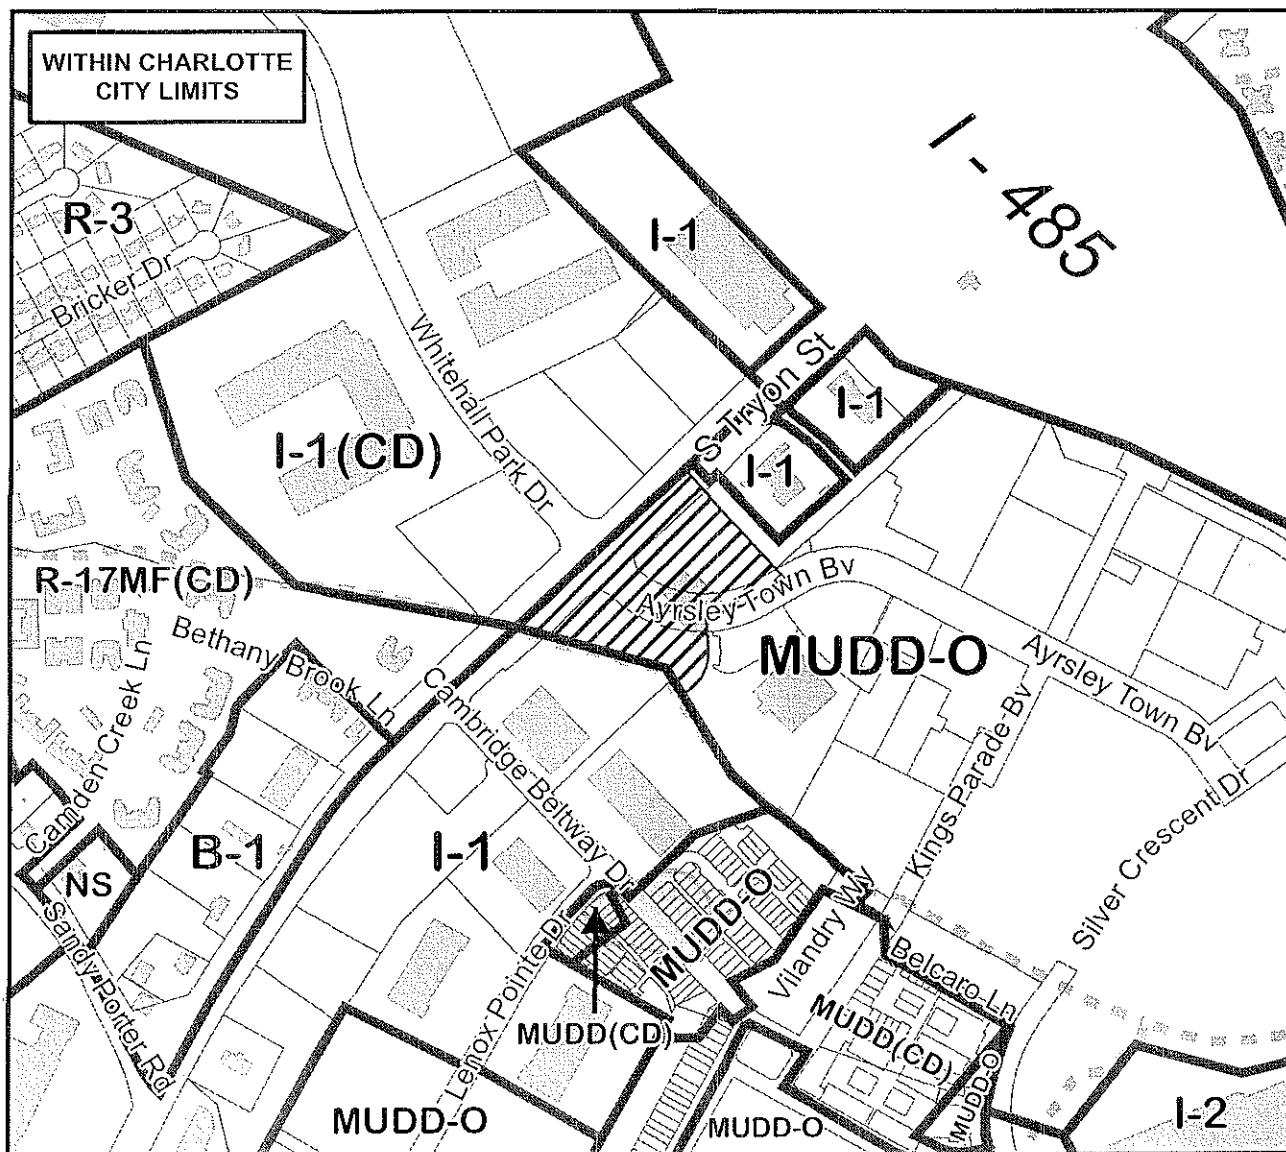 WITHIN CHARLOTTE
CITY LIMITS
I - 485
R-3
I-1
Bricker Dr
Whitehall Park Dr
S Tryon St
I-1
I-1(CD)
I-1
Ayrsley Town Bv
R-17MF(CD)
Bethany Brook Ln
MUDD-O
Ayrsley Town Bv
Camden Creek Ln
Cambridge Beltway Dr
Kings Parade Bv
Silver Crescent Dr
B-1
I-1
NS
MUDD-O
Vilandry Wy
Sandy Porter Rd
Lenox Pointe Dr
Belcaro Ln
MUDD(CD)
MUDD(CD)
MUDD-O
MUDD-O
MUDD-O
I-2